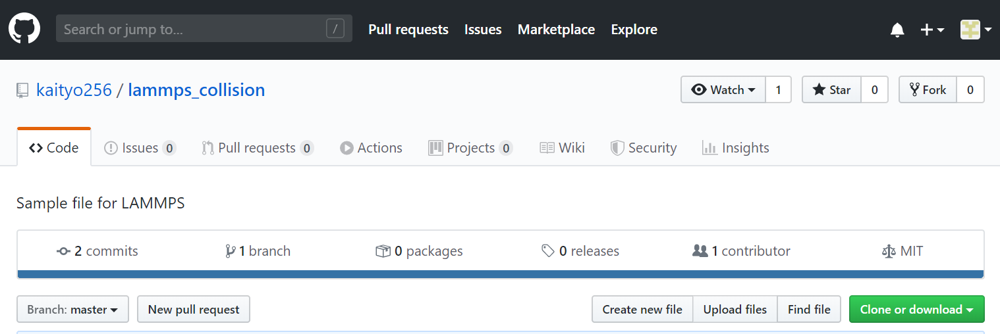 Search or jump to... / Pull requests Issues Marketplace Explore
kaityo256 / lammps_collision Watch 1 Star 0 Fork 0
Code Issues 0 Pull requests 0 Actions Projects 0 Wiki Security Insights
Sample file for LAMMPS
2 commits 1 branch 0 packages 0 releases 1 contributor MIT
Branch: master New pull request Create new file Upload files Find file Clone or download